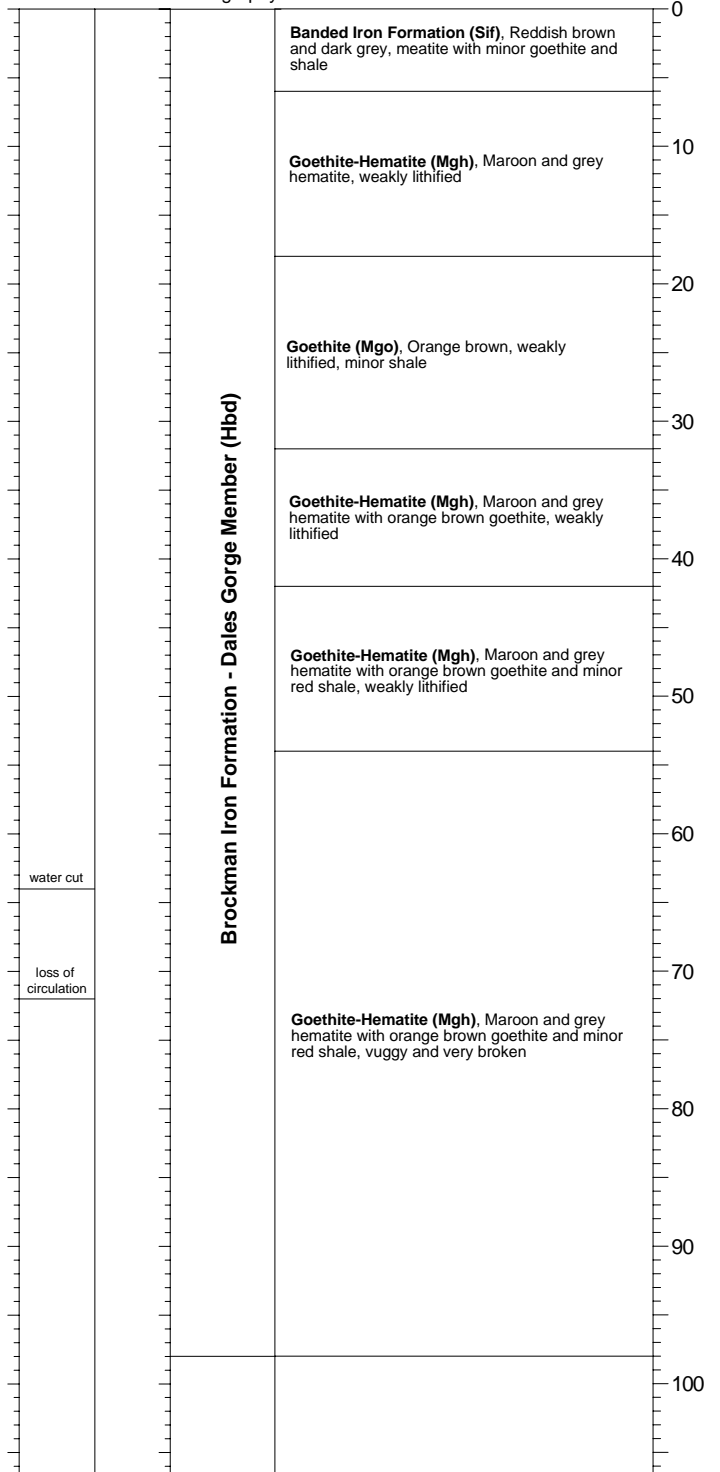 0
Banded Iron Formation (Sif), Reddish brown
and dark grey, meatite with minor goethite and
shale
10
Goethite-Hematite (Mgh), Maroon and grey
hematite, weakly lithified
20
Goethite (Mgo), Orange brown, weakly
lithified, minor shale
30
Brockman Iron Formation - Dales Gorge Member (Hbd)
Goethite-Hematite (Mgh), Maroon and grey
hematite with orange brown goethite, weakly
lithified
40
Goethite-Hematite (Mgh), Maroon and grey
hematite with orange brown goethite and minor
red shale, weakly lithified
50
60
water cut
70
loss of
circulation
Goethite-Hematite (Mgh), Maroon and grey
hematite with orange brown goethite and minor
red shale, vuggy and very broken
80
90
100